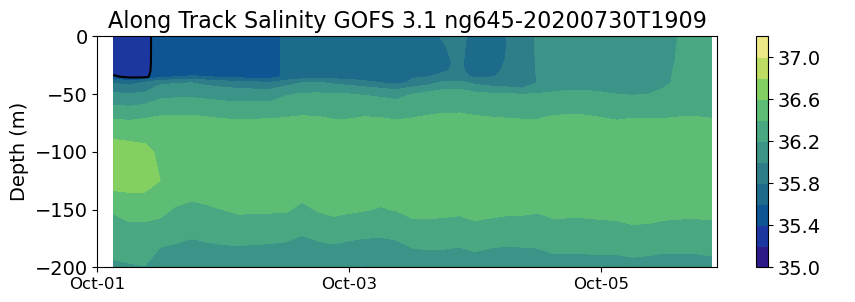 Along Track Salinity GOFS 3.1 ng645-20200730T1909
Depth (m)
0
−50
−100
−150
−200
Oct-01
Oct-03
Oct-05
37.0
36.6
36.2
35.8
35.4
35.0